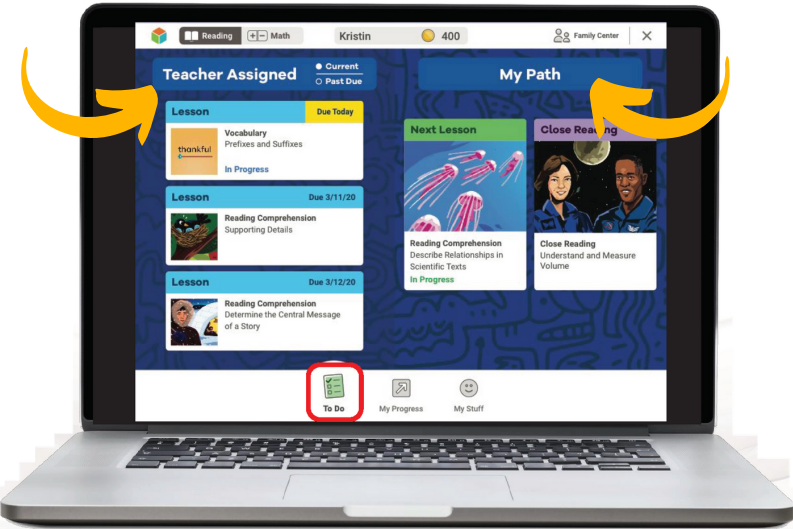 Reading
+ − Math
Kristin
400
Family Center
Teacher Assigned
Current
Past Due
My Path
Lesson
Due Today
thankful
Vocabulary
Prefixes and Suffixes
In Progress
Lesson
Due 3/11/20
Reading Comprehension
Supporting Details
Lesson
Due 3/12/20
Reading Comprehension
Determine the Central Message
of a Story
Next Lesson
Reading Comprehension
Describe Relationships in
Scientific Texts
In Progress
Close Reading
Close Reading
Understand and Measure
Volume
To Do
My Progress
My Stuff